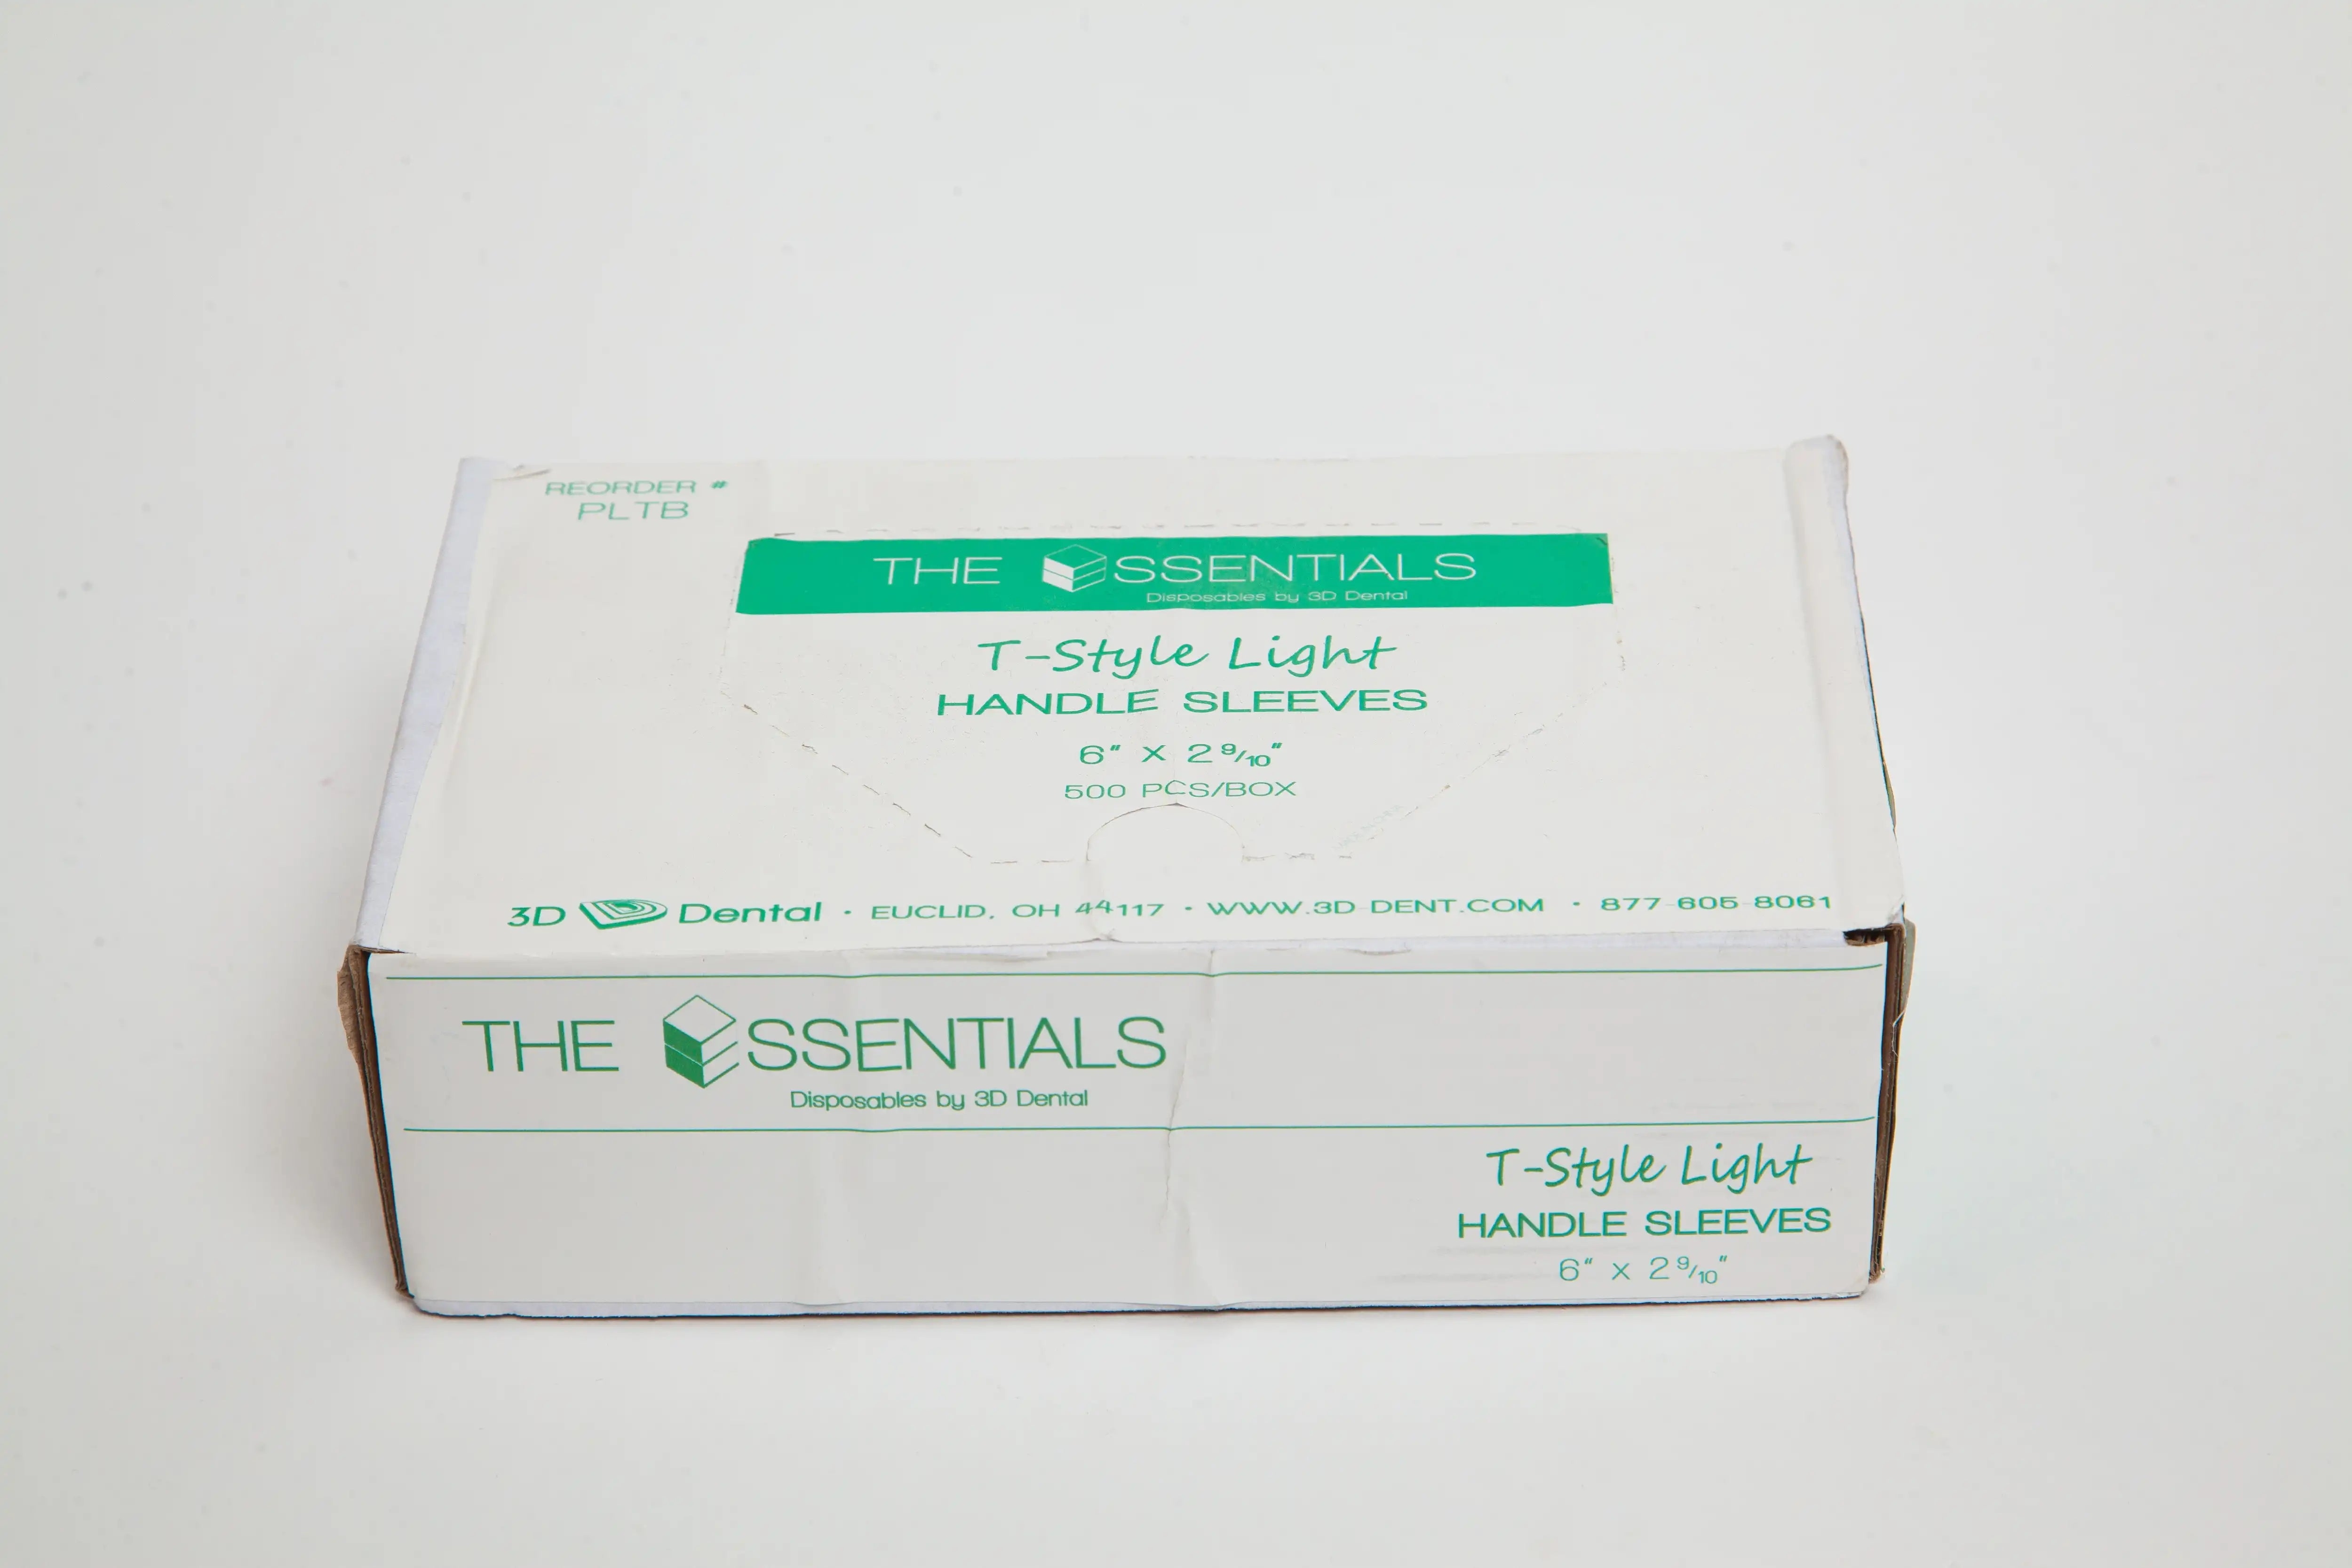 REORDER #
PLTB
THE ESSENTIALS
Disposables by 3D Dental
T-Style Light
HANDLE SLEEVES
6" X 2 9/10"
500 PCS/BOX
3D Dental · EUCLID, OH 44117 · WWW.3D-DENT.COM · 877-605-8061
THE ESSENTIALS
Disposables by 3D Dental
T-Style Light
HANDLE SLEEVES
6" X 2 9/10"